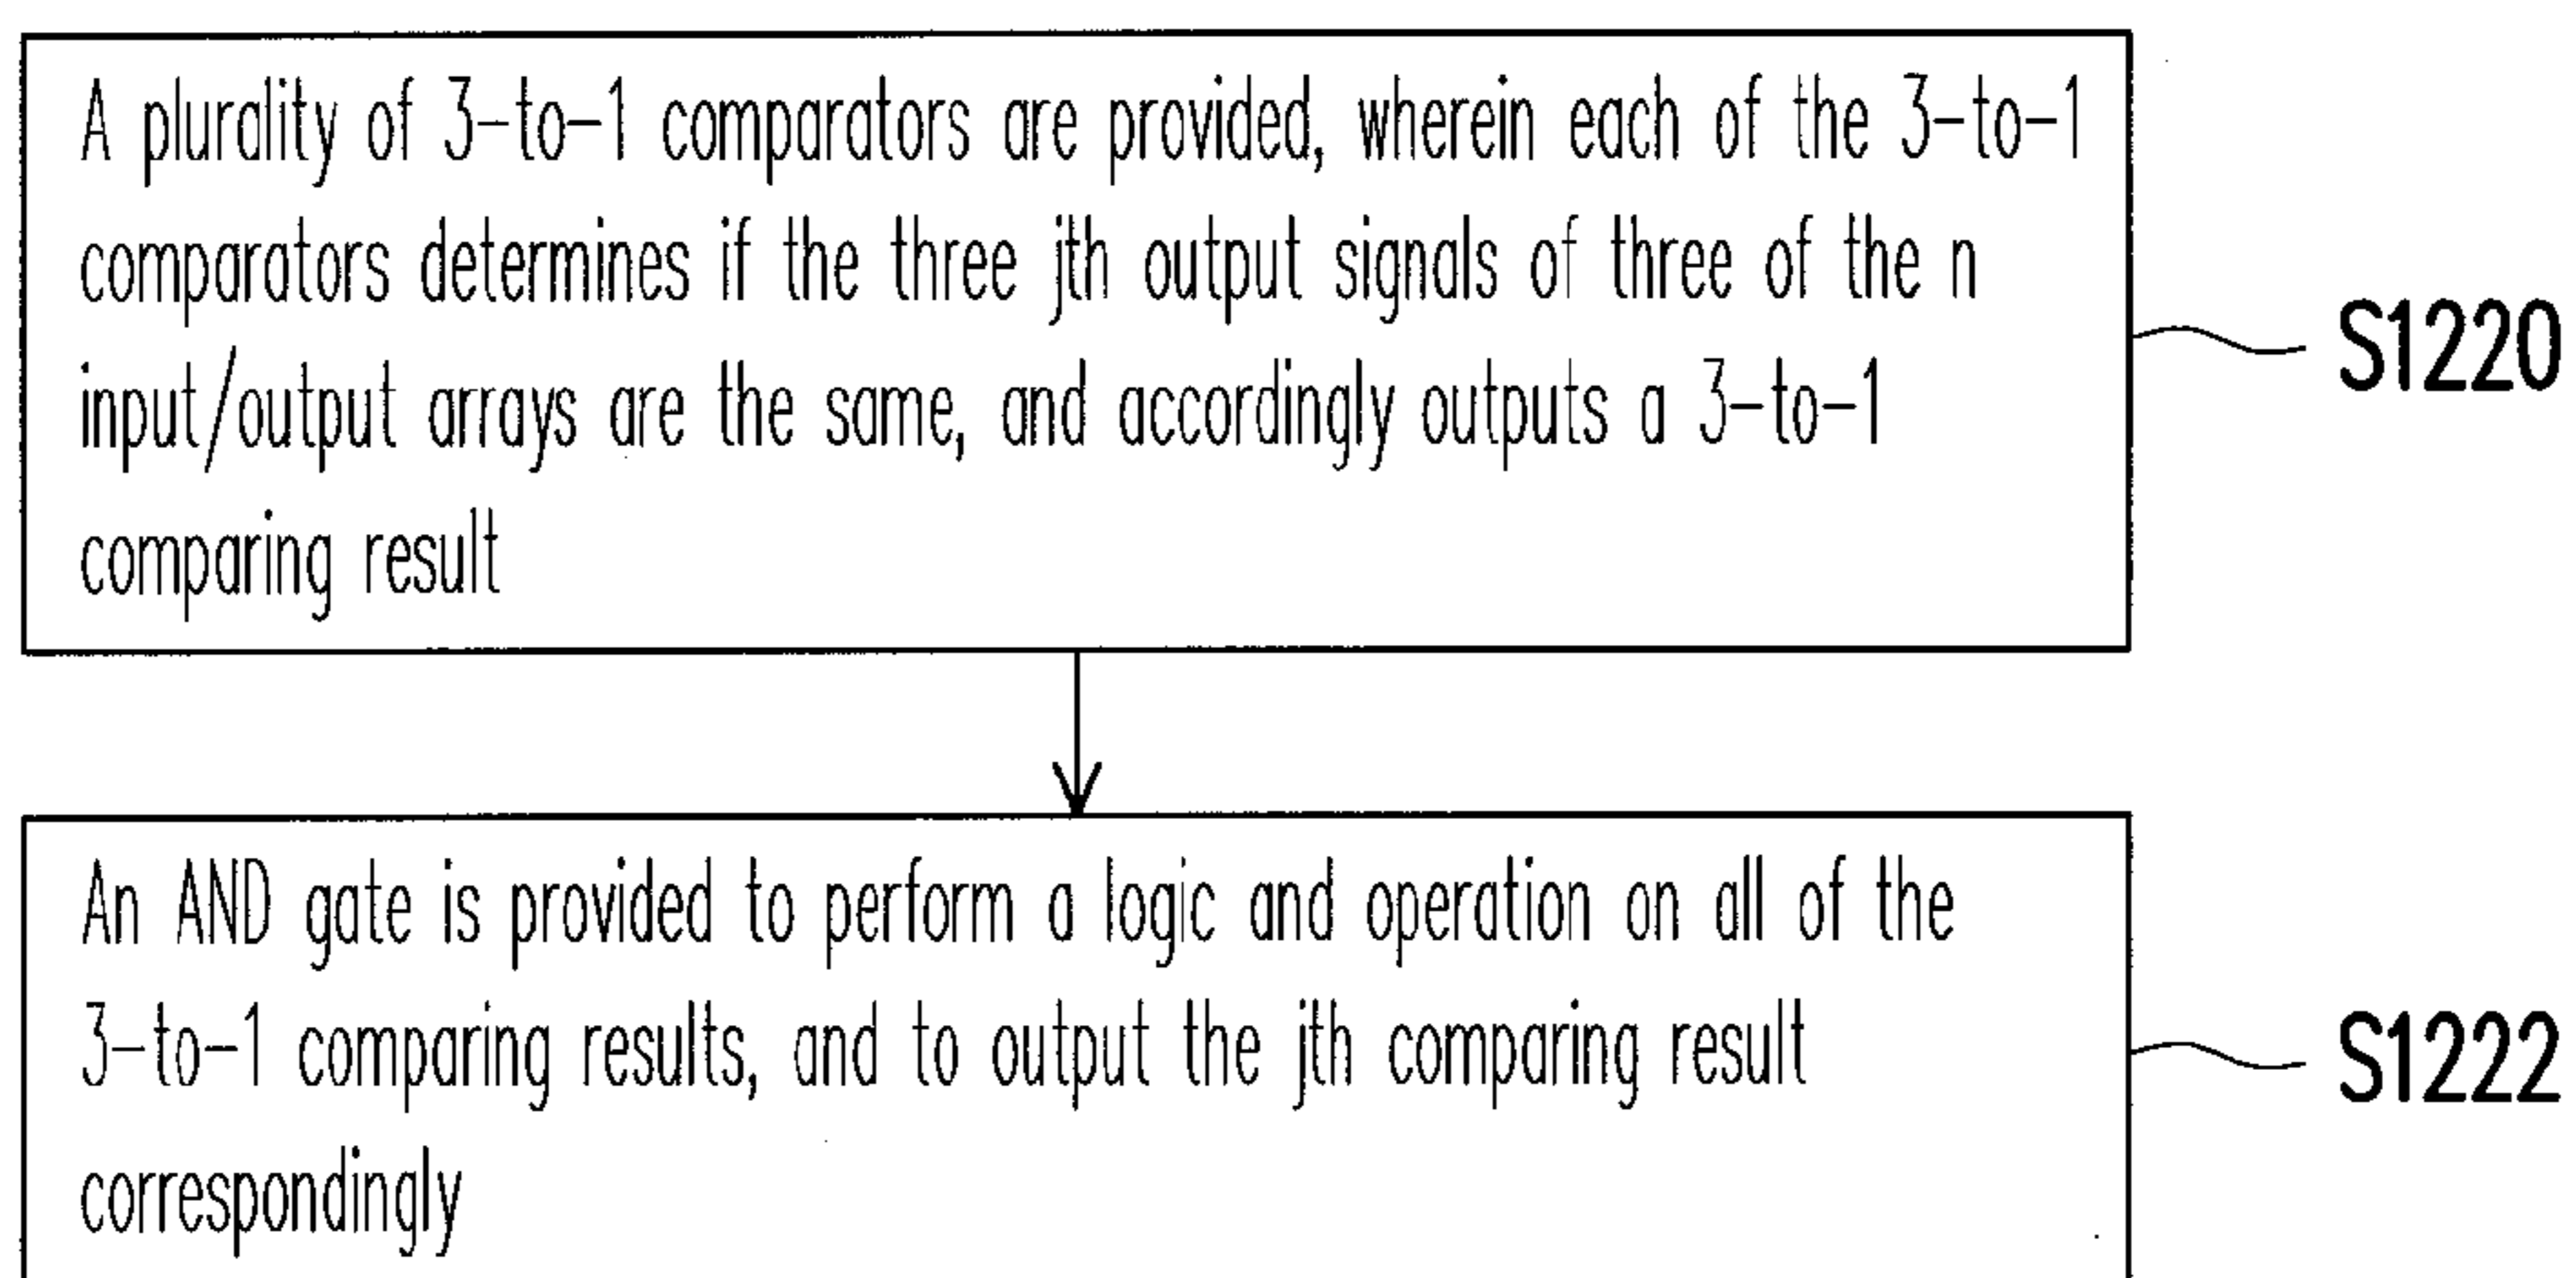 A plurality of 3-to-1 comparators are provided, wherein each of the 3-to-1
comparators determines if the three jth output signals of three of the n
input/output arrays are the same, and accordingly outputs a 3-to-1
comparing result
S1220
An AND gate is provided to perform a logic and operation on all of the
3-to-1 comparing results, and to output the jth comparing result
correspondingly
S1222